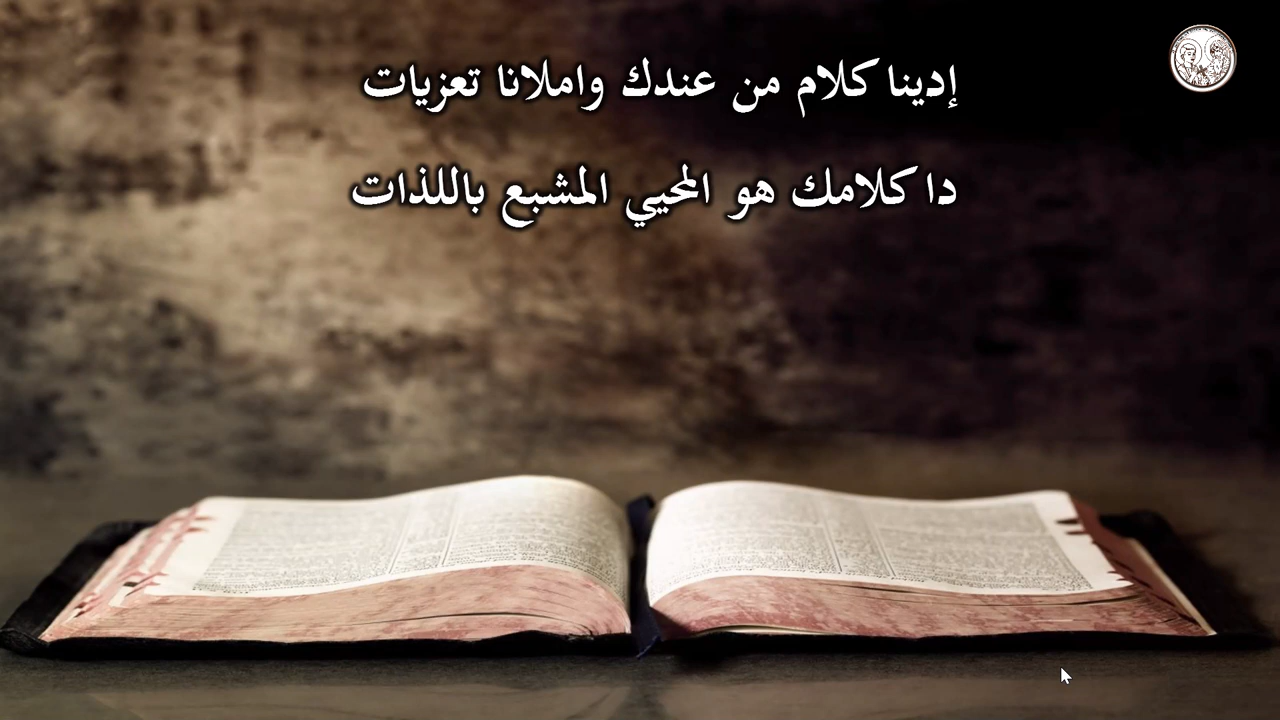 إدينا كلام من عندك واملانا تعزيات
دا كلامك هو المحيي المشبع باللذات